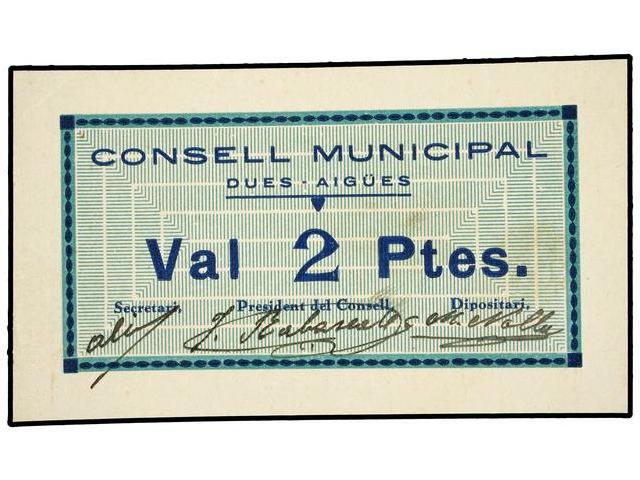 CONSELL MUNICIPAL
DUES - AIGÜES
Val 2 Ptes.
Secretari, President del Consell, Dipositari,